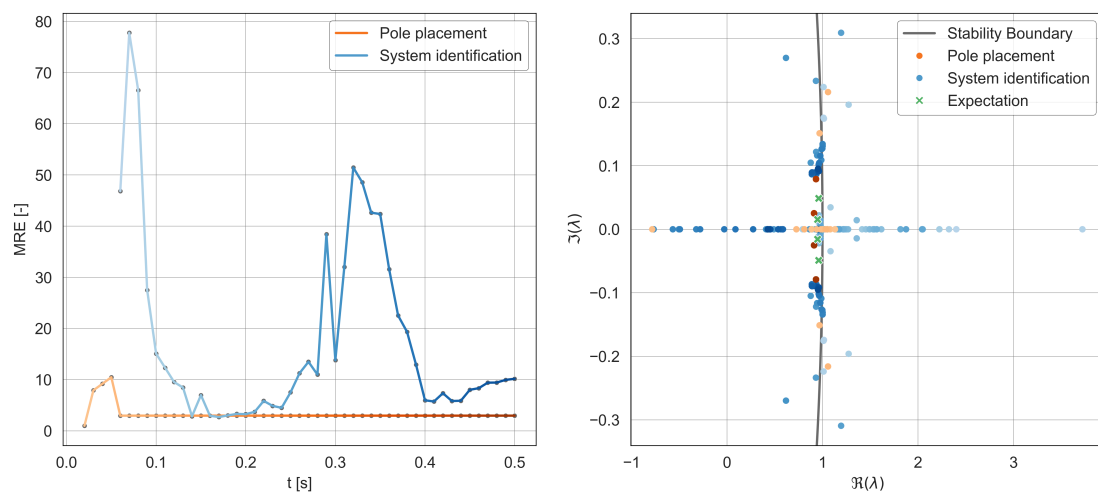 80
70
60
50
40
30
20
10
0
MRE [-]
0.0 0.1 0.2 0.3 0.4 0.5
t [s]
Pole placement
System identification
0.3
0.2
0.1
0.0
−0.1
−0.2
−0.3
ℑ(λ)
−1 0 1 2 3
ℜ(λ)
Stability Boundary
Pole placement
System identification
Expectation